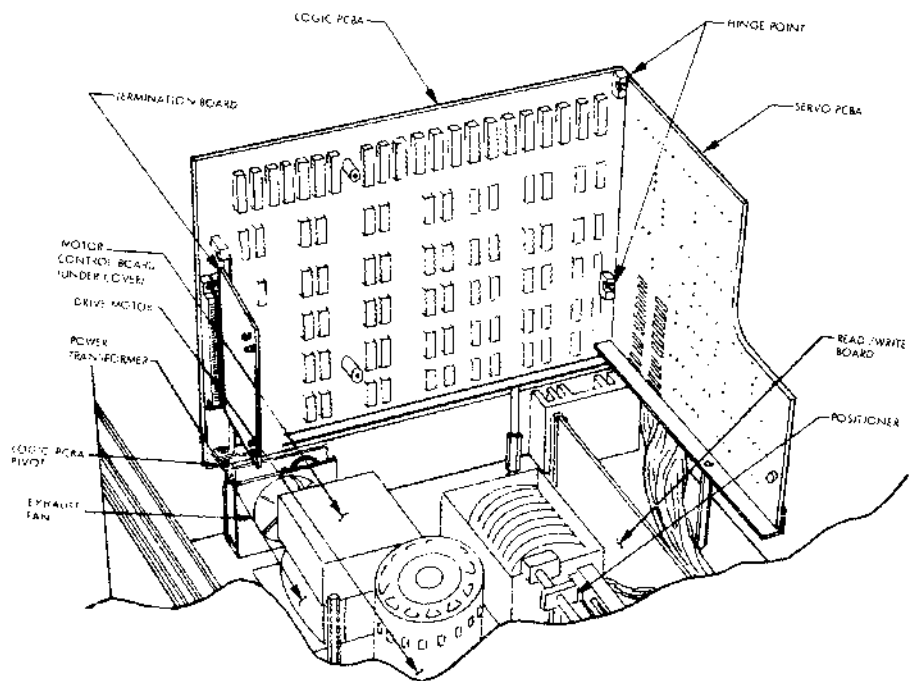 LOGIC PCBA
HINGE POINT
TERMINATION BOARD
SERVO PCBA
MOTOR
CONTROL BOARD
(UNDER COVER)
DRIVE MOTOR
POWER
TRANSFORMER
READ/WRITE
BOARD
POSITIONER
LOGIC PCBA
PIVOT
EXHAUST
FAN